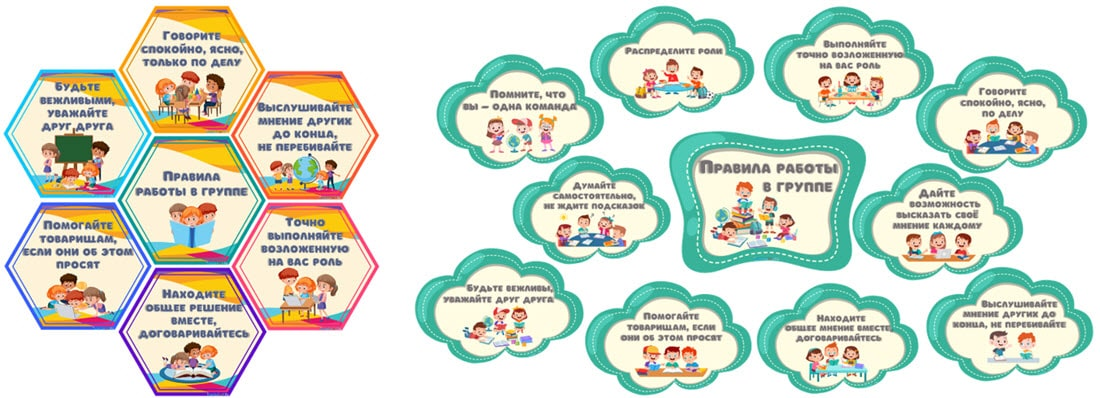 Говорите
спокойно, ясно,
только по делу
Будьте
вежливыми,
уважайте
друг друга
Выслушивайте
мнение других
до конца,
не перебивайте
Правила
работы в группе
Помогайте
товарищам,
если они об этом
просят
Точно
выполняйте
возложенную
на вас роль
Находите
общее решение
вместе,
договаривайтесь
Распределите роли
Выполняйте
точно возложенную
на вас роль
Помните, что
вы – одна команда
Говорите
спокойно, ясно,
по делу
Правила работы
в группе
Думайте
самостоятельно,
не ждите подсказок
Дайте
возможность
высказать своё
мнение каждому
Будьте вежливы,
уважайте друг друга
Помогайте
товарищам, если
они об этом просят
Находите
общее мнение вместе,
договаривайтесь
Выслушивайте
мнение других до
конца, не перебивайте